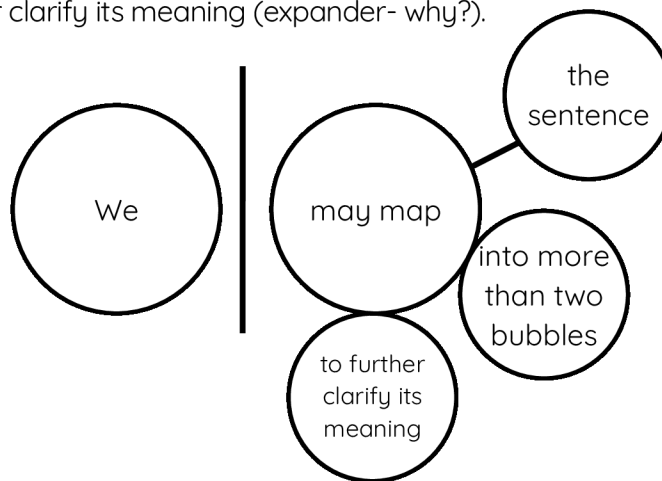 clarify its meaning (expander- why?).
the
sentence
We
may map
into more
than two
bubbles
to further
clarify its
meaning